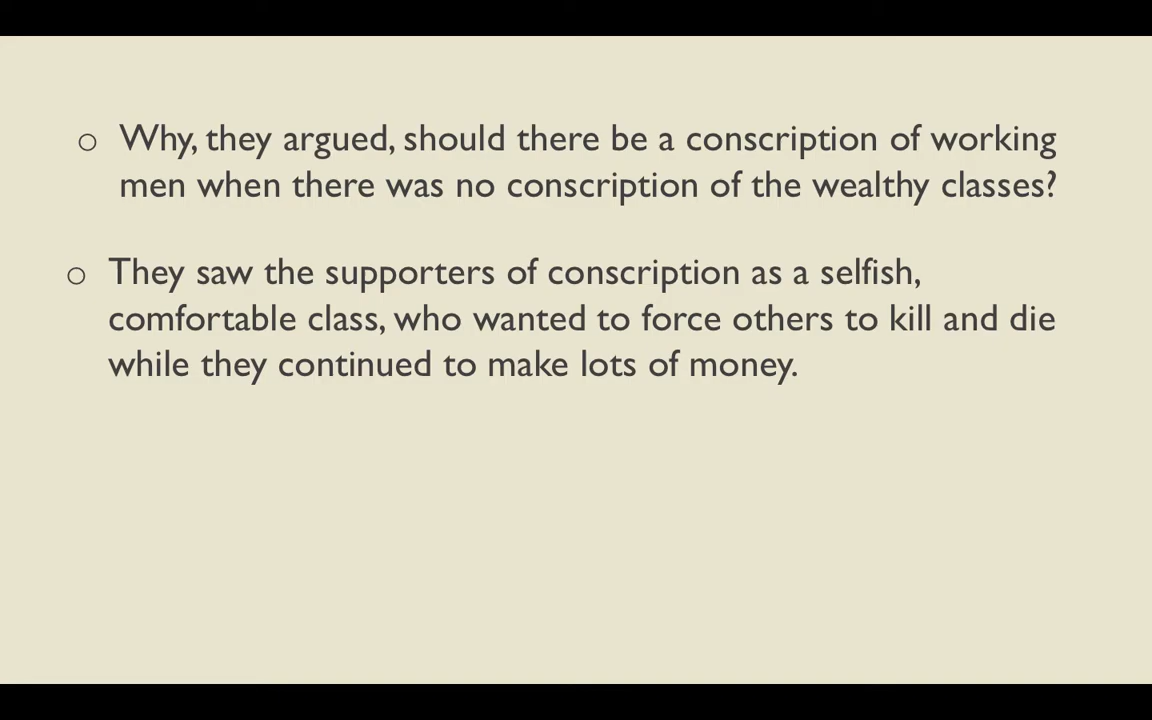 o Why, they argued, should there be a conscription of working
men when there was no conscription of the wealthy classes?
o They saw the supporters of conscription as a selfish,
comfortable class, who wanted to force others to kill and die
while they continued to make lots of money.